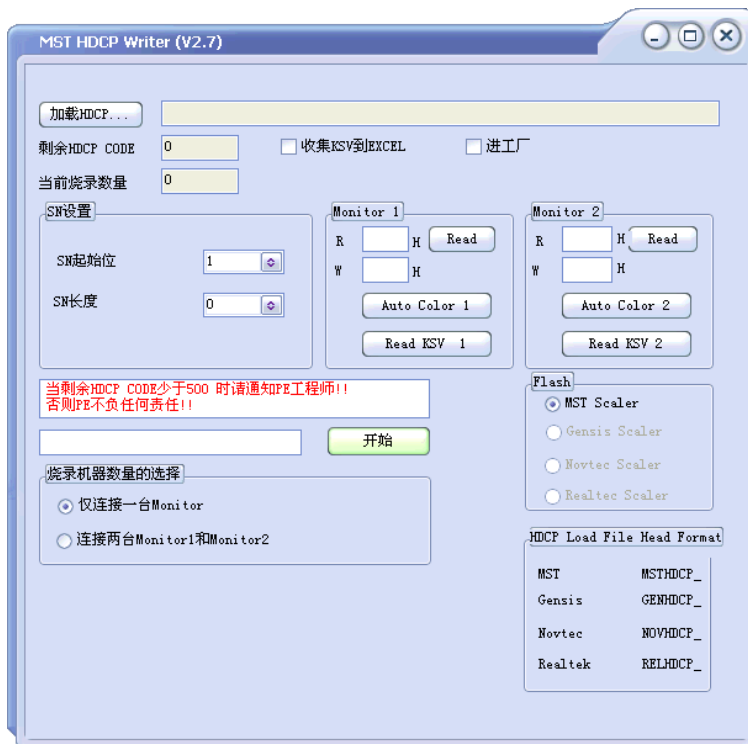 MST HDCP Writer (V2.7)
加载HDCP...
剩余HDCP CODE 0 收集KSV到EXCEL 进工厂
当前烧录数量 0
SN设置
SN起始位 1
SN长度 0
Monitor 1
R H Read
W H
Auto Color 1
Read KSV 1
Monitor 2
R H Read
W H
Auto Color 2
Read KSV 2
当剩余HDCP CODE少于500 时请通知PE工程师!!
否则PE不负任何责任!!
开始
烧录机器数量的选择
仅连接一台Monitor
连接两台Monitor1和Monitor2
Flash
MST Scaler
Gensis Scaler
Novtec Scaler
Realtec Scaler
HDCP Load File Head Format
MST MSTHDCP_
Gensis GENHDCP_
Novtec NOVHDCP_
Realtek RELHDCP_